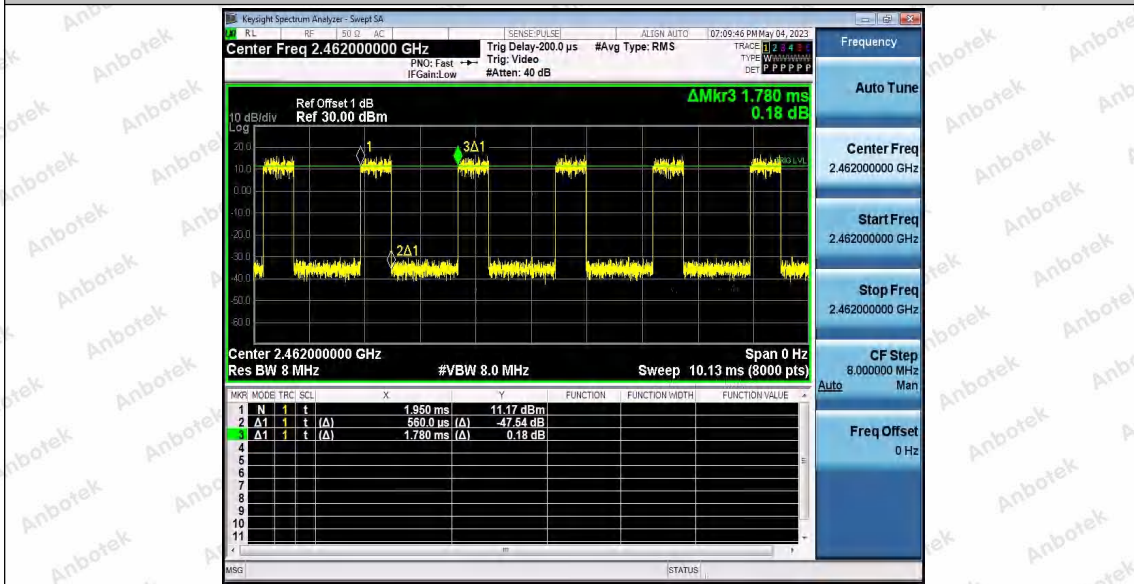 Keysight Spectrum Analyzer - Swept SA
RL RF 50 Ω AC SENSE:PULSE ALIGN AUTO 07:09:46 PM May 04, 2023
Center Freq 2.462000000 GHz Trig Delay-200.0 µs #Avg Type: RMS TRACE 1 2 3 4 5 6
PNO: Fast Trig: Video TYPE WWWWWW
IFGain:Low #Atten: 40 dB DET P P P P P P
ΔMkr3 1.780 ms
0.18 dB
Ref Offset 1 dB
10 dB/div Ref 30.00 dBm
Log
20.0
10.0
0.00
-10.0
-20.0
-30.0
-40.0
-50.0
-60.0
1
3Δ1
TRIG LVL
2Δ1
Center 2.462000000 GHz Span 0 Hz
Res BW 8 MHz #VBW 8.0 MHz Sweep 10.13 ms (8000 pts)
MKR MODE TRC SCL X Y FUNCTION FUNCTION WIDTH FUNCTION VALUE
1 N 1 t 1.950 ms 11.17 dBm
2 Δ1 1 t (Δ) 560.0 µs (Δ) -47.54 dB
3 Δ1 1 t (Δ) 1.780 ms (Δ) 0.18 dB
4
5
6
7
8
9
10
11
MSG STATUS
Frequency
Auto Tune
Center Freq
2.462000000 GHz
Start Freq
2.462000000 GHz
Stop Freq
2.462000000 GHz
CF Step
8.000000 MHz
Auto Man
Freq Offset
0 Hz
Anbotek